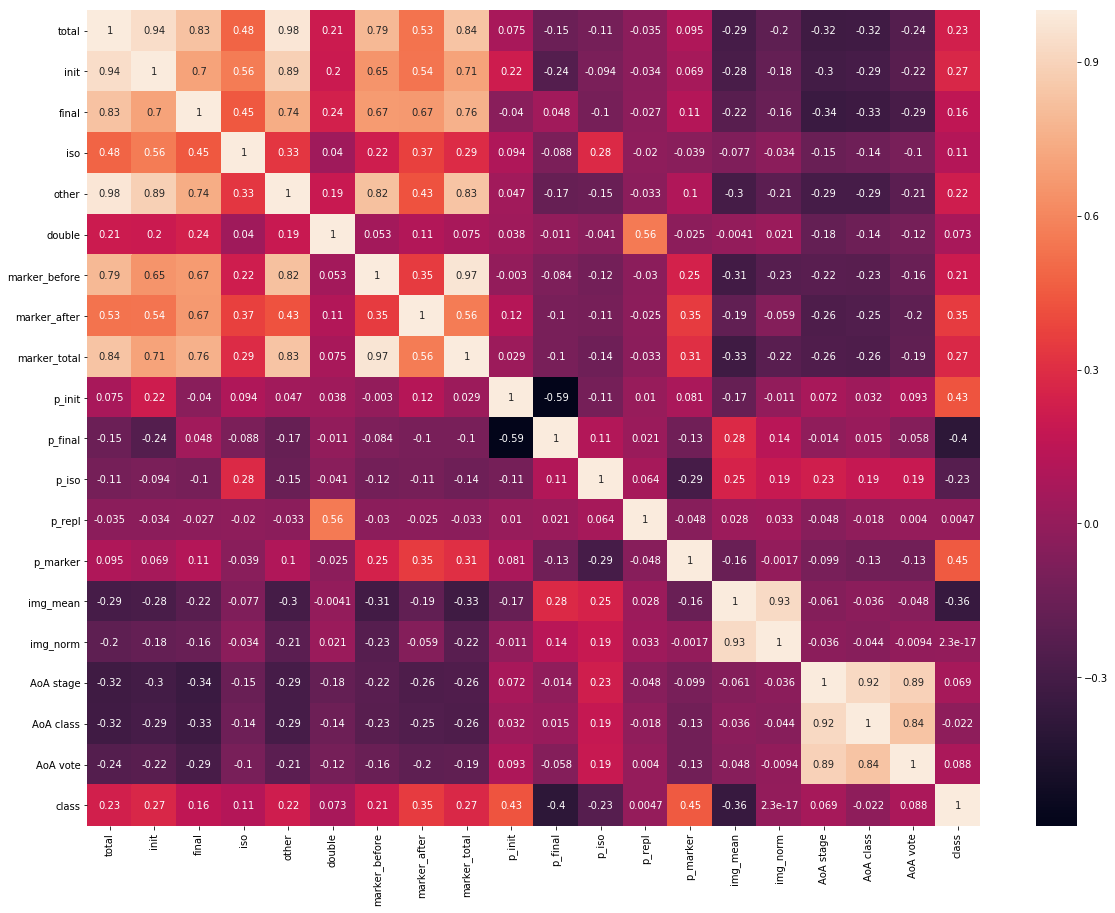 total 1 0.94 0.83 0.48 0.98 0.21 0.79 0.53 0.84 0.075 -0.15 -0.11 -0.035 0.095 -0.29 -0.2 -0.32 -0.32 -0.24 0.23
init 0.94 1 0.7 0.56 0.89 0.2 0.65 0.54 0.71 0.22 -0.24 -0.094 -0.034 0.069 -0.28 -0.18 -0.3 -0.29 -0.22 0.27
final 0.83 0.7 1 0.45 0.74 0.24 0.67 0.67 0.76 -0.04 0.048 -0.1 -0.027 0.11 -0.22 -0.16 -0.34 -0.33 -0.29 0.16
iso 0.48 0.56 0.45 1 0.33 0.04 0.22 0.37 0.29 0.094 -0.088 0.28 -0.02 -0.039 -0.077 -0.034 -0.15 -0.14 -0.1 0.11
other 0.98 0.89 0.74 0.33 1 0.19 0.82 0.43 0.83 0.047 -0.17 -0.15 -0.033 0.1 -0.3 -0.21 -0.29 -0.29 -0.21 0.22
double 0.21 0.2 0.24 0.04 0.19 1 0.053 0.11 0.075 0.038 -0.011 -0.041 0.56 -0.025 -0.0041 0.021 -0.18 -0.14 -0.12 0.073
marker_before 0.79 0.65 0.67 0.22 0.82 0.053 1 0.35 0.97 -0.003 -0.084 -0.12 -0.03 0.25 -0.31 -0.23 -0.22 -0.23 -0.16 0.21
marker_after 0.53 0.54 0.67 0.37 0.43 0.11 0.35 1 0.56 0.12 -0.1 -0.11 -0.025 0.35 -0.19 -0.059 -0.26 -0.25 -0.2 0.35
marker_total 0.84 0.71 0.76 0.29 0.83 0.075 0.97 0.56 1 0.029 -0.1 -0.14 -0.033 0.31 -0.33 -0.22 -0.26 -0.26 -0.19 0.27
p_init 0.075 0.22 -0.04 0.094 0.047 0.038 -0.003 0.12 0.029 1 -0.59 -0.11 0.01 0.081 -0.17 -0.011 0.072 0.032 0.093 0.43
p_final -0.15 -0.24 0.048 -0.088 -0.17 -0.011 -0.084 -0.1 -0.1 -0.59 1 0.11 0.021 -0.13 0.28 0.14 -0.014 0.015 -0.058 -0.4
p_iso -0.11 -0.094 -0.1 0.28 -0.15 -0.041 -0.12 -0.11 -0.14 -0.11 0.11 1 0.064 -0.29 0.25 0.19 0.23 0.19 0.19 -0.23
p_repl -0.035 -0.034 -0.027 -0.02 -0.033 0.56 -0.03 -0.025 -0.033 0.01 0.021 0.064 1 -0.048 0.028 0.033 -0.048 -0.018 0.004 0.0047
p_marker 0.095 0.069 0.11 -0.039 0.1 -0.025 0.25 0.35 0.31 0.081 -0.13 -0.29 -0.048 1 -0.16 -0.0017 -0.099 -0.13 -0.13 0.45
img_mean -0.29 -0.28 -0.22 -0.077 -0.3 -0.0041 -0.31 -0.19 -0.33 -0.17 0.28 0.25 0.028 -0.16 1 0.93 -0.061 -0.036 -0.048 -0.36
img_norm -0.2 -0.18 -0.16 -0.034 -0.21 0.021 -0.23 -0.059 -0.22 -0.011 0.14 0.19 0.033 -0.0017 0.93 1 -0.036 -0.044 -0.0094 2.3e-17
AoA stage -0.32 -0.3 -0.34 -0.15 -0.29 -0.18 -0.22 -0.26 -0.26 0.072 -0.014 0.23 -0.048 -0.099 -0.061 -0.036 1 0.92 0.89 0.069
AoA class -0.32 -0.29 -0.33 -0.14 -0.29 -0.14 -0.23 -0.25 -0.26 0.032 0.015 0.19 -0.018 -0.13 -0.036 -0.044 0.92 1 0.84 -0.022
AoA vote -0.24 -0.22 -0.29 -0.1 -0.21 -0.12 -0.16 -0.2 -0.19 0.093 -0.058 0.19 0.004 -0.13 -0.048 -0.0094 0.89 0.84 1 0.088
class 0.23 0.27 0.16 0.11 0.22 0.073 0.21 0.35 0.27 0.43 -0.4 -0.23 0.0047 0.45 -0.36 2.3e-17 0.069 -0.022 0.088 1
total init final iso other double marker_before marker_after marker_total p_init p_final p_iso p_repl p_marker img_mean img_norm AoA stage AoA class AoA vote class
0.9
0.6
0.3
0.0
−0.3